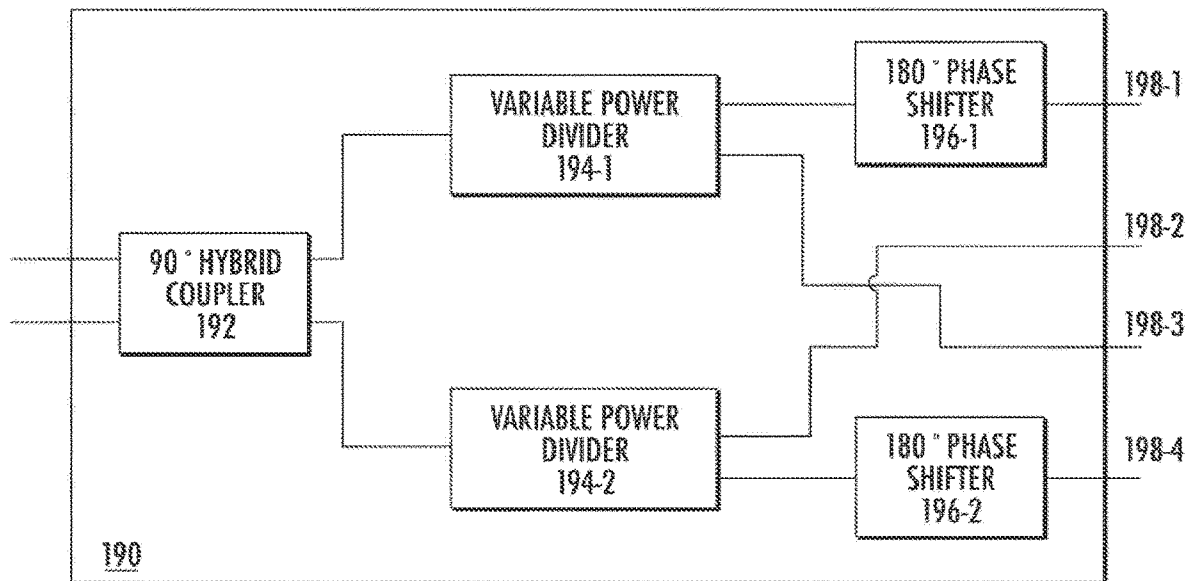 90° HYBRID
COUPLER
192
VARIABLE POWER
DIVIDER
194-1
VARIABLE POWER
DIVIDER
194-2
180° PHASE
SHIFTER
196-1
180° PHASE
SHIFTER
196-2
198-1
198-2
198-3
198-4
190